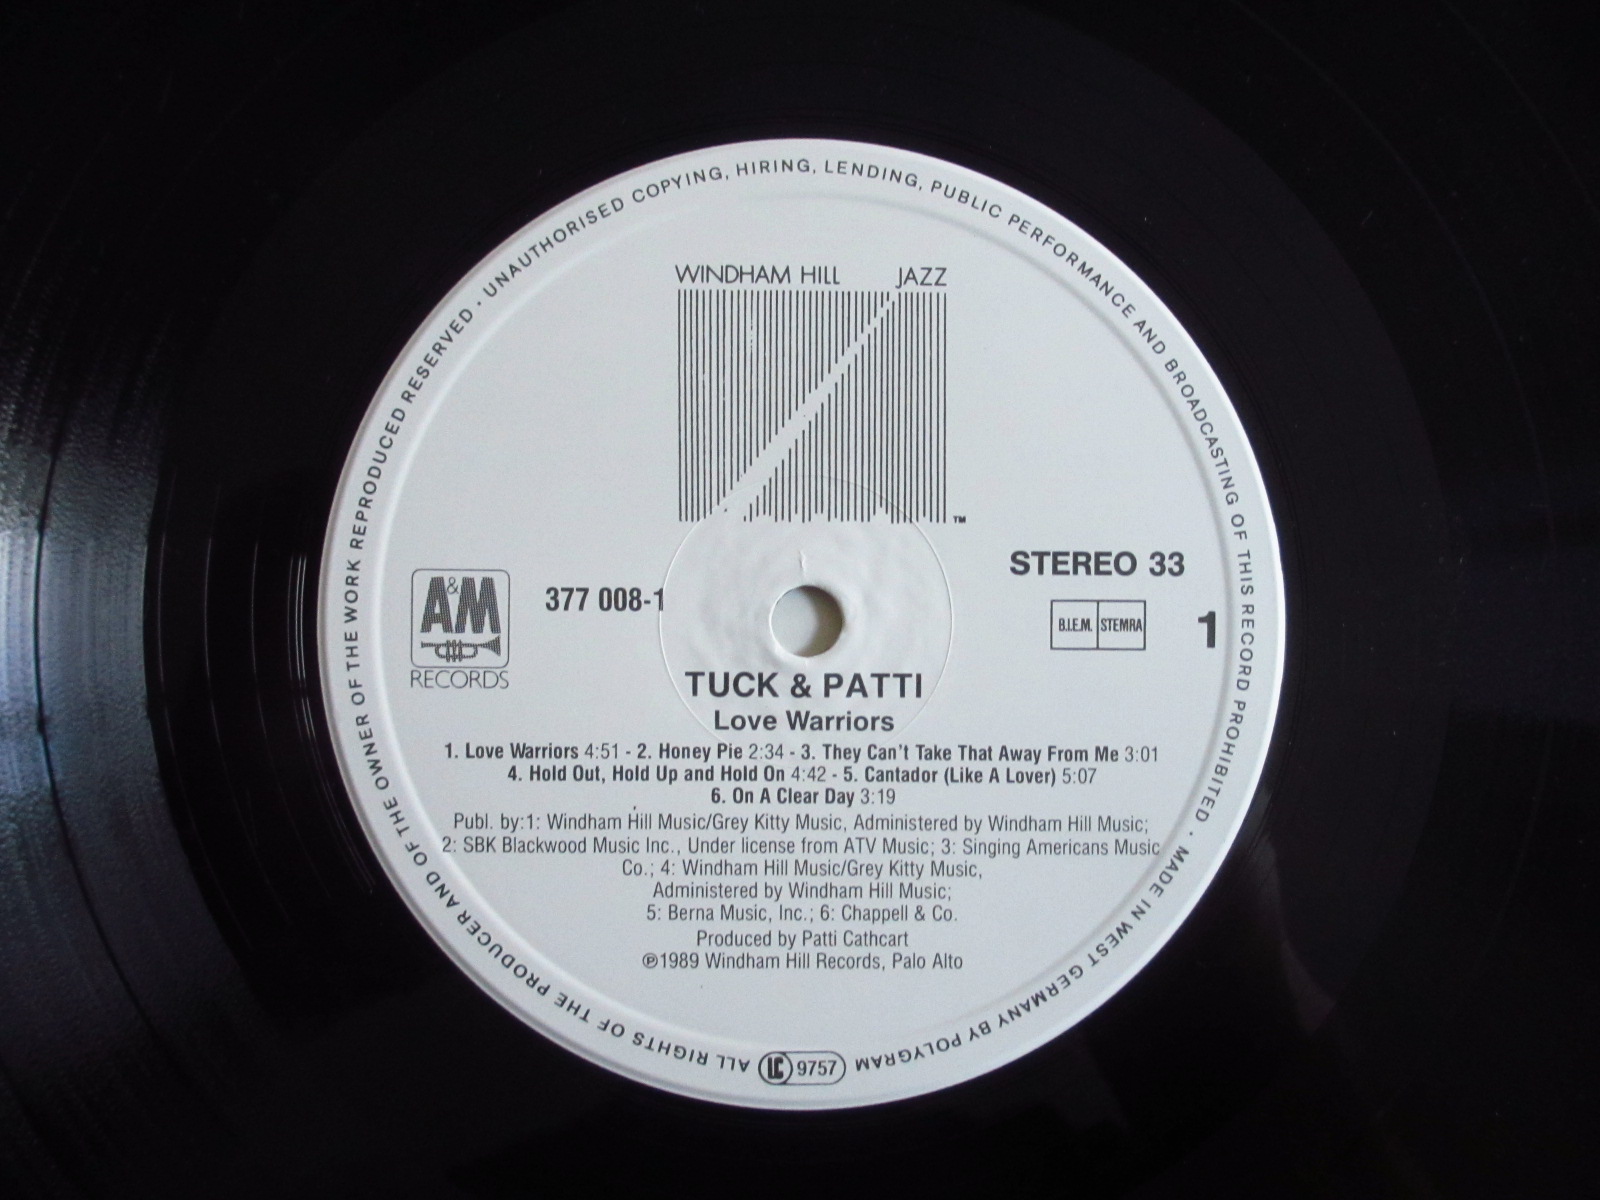 UNAUTHORISED COPYING, HIRING, LENDING, PUBLIC PERFORMANCE AND BROADCASTING OF THIS RECORD PROHIBITED · MADE IN WEST GERMANY BY POLYGRAM
LC 9757
ALL RIGHTS OF THE PRODUCER AND OF THE OWNER OF THE WORK REPRODUCED RESERVED ·
WINDHAM HILL JAZZ
TM
STEREO 33
A&M
RECORDS
377 008-1
B.I.E.M. STEMRA
1
TUCK & PATTI
Love Warriors
1. Love Warriors 4:51 - 2. Honey Pie 2:34 - 3. They Can't Take That Away From Me 3:01
4. Hold Out, Hold Up and Hold On 4:42 - 5. Cantador (Like A Lover) 5:07
6. On A Clear Day 3:19
Publ. by:1: Windham Hill Music/Grey Kitty Music, Administered by Windham Hill Music;
2: SBK Blackwood Music Inc., Under license from ATV Music; 3: Singing Americans Music
Co.; 4: Windham Hill Music/Grey Kitty Music,
Administered by Windham Hill Music;
5: Berna Music, Inc.; 6: Chappell & Co.
Produced by Patti Cathcart
℗1989 Windham Hill Records, Palo Alto